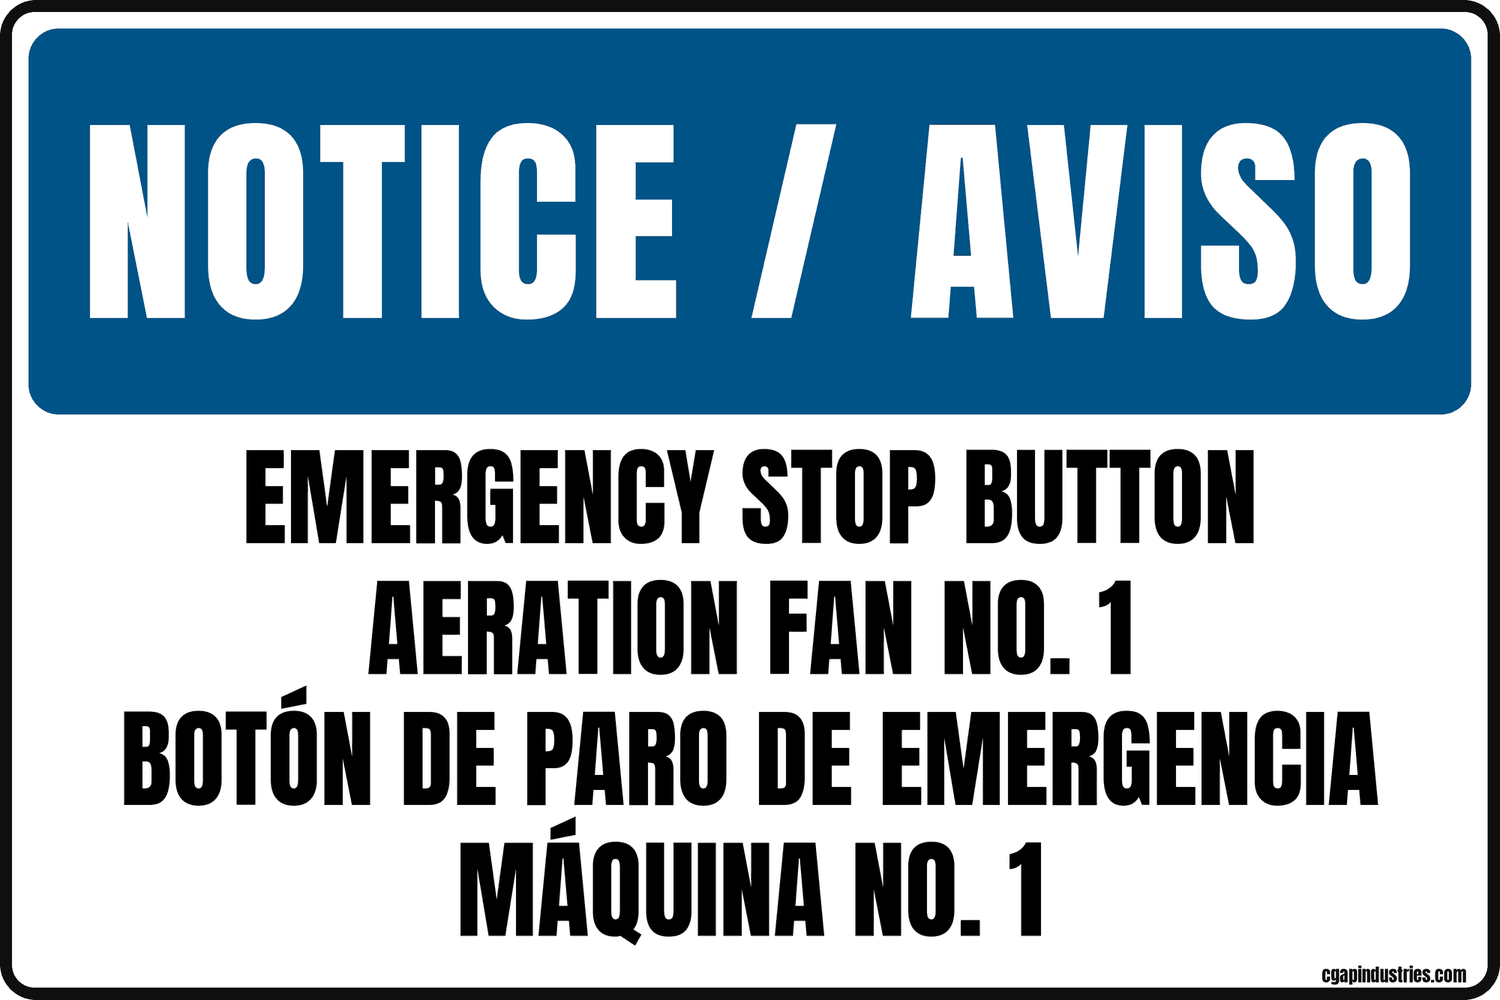 NOTICE / AVISO
EMERGENCY STOP BUTTON
AERATION FAN NO. 1
BOTÓN DE PARO DE EMERGENCIA
MÁQUINA NO. 1
cgapindustries.com